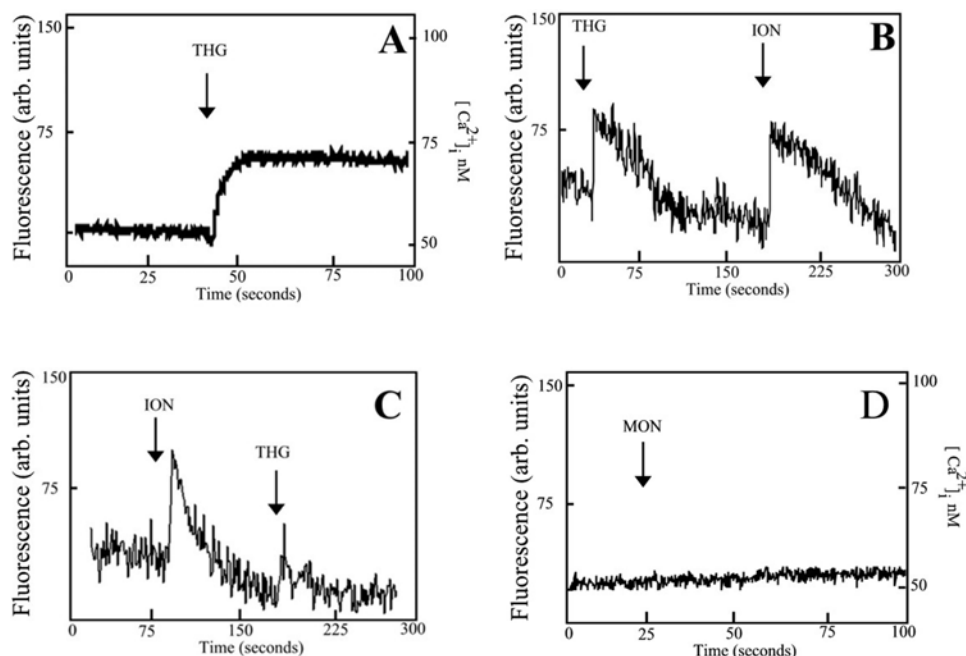 150
A
100
THG
Fluorescence (arb. units)
75
75
[Ca2+]i nM
50
0 25 50 75 100
Time (seconds)
150
B
THG
ION
Fluorescence (arb. units)
75
0 75 150 225 300
Time (seconds)
150
C
ION
THG
Fluorescence (arb. units)
75
0 75 150 225 300
Time (seconds)
150
D
100
MON
Fluorescence (arb. units)
75
75
[Ca2+]i nM
50
0 25 50 75 100
Time (seconds)